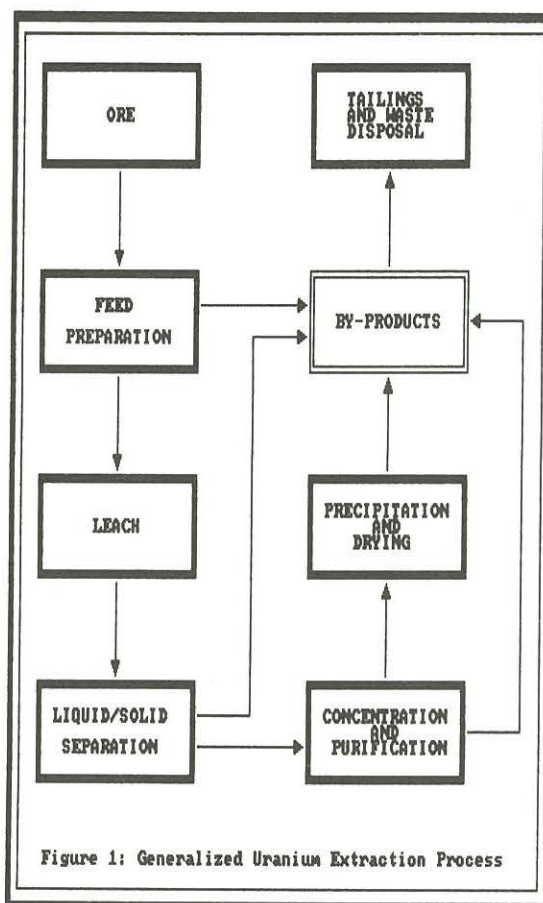 ORE
TAILINGS
AND WASTE
DISPOSAL
FEED
PREPARATION
BY-PRODUCTS
LEACH
PRECIPITATION
AND
DRYING
LIQUID/SOLID
SEPARATION
CONCENTRATION
AND
PURIFICATION
Figure 1: Generalized Uranium Extraction Process